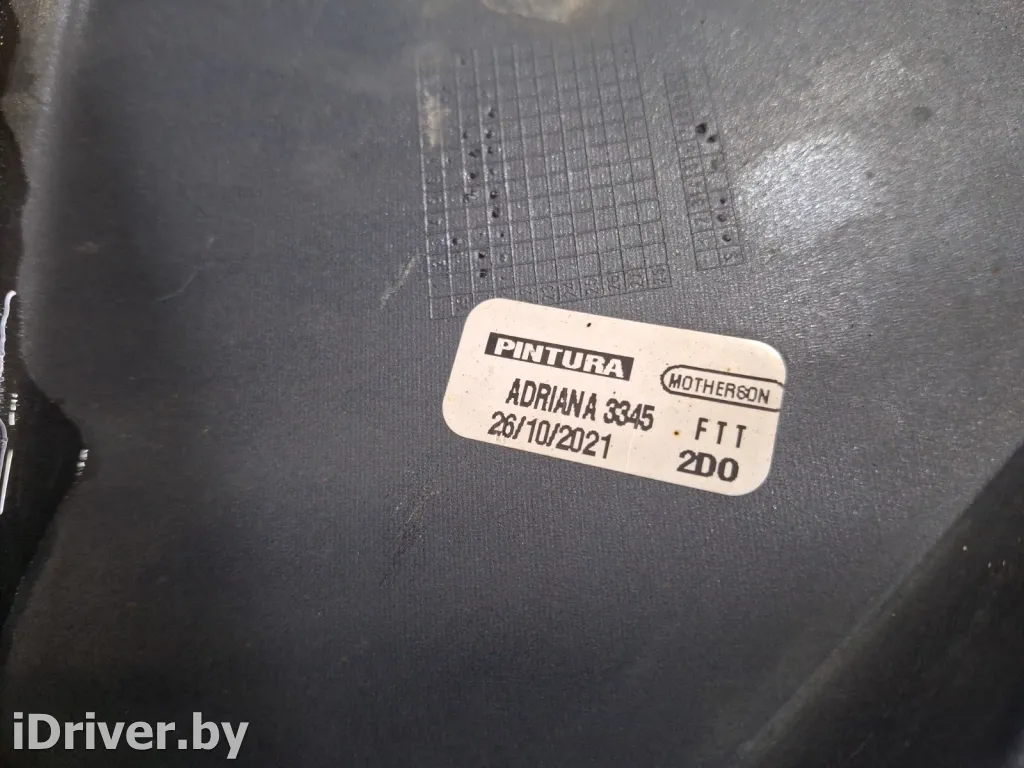 PINTURA
MOTHERSON
ADRIANA 3345
FTT
26/10/2021
2D0
iDriver.by